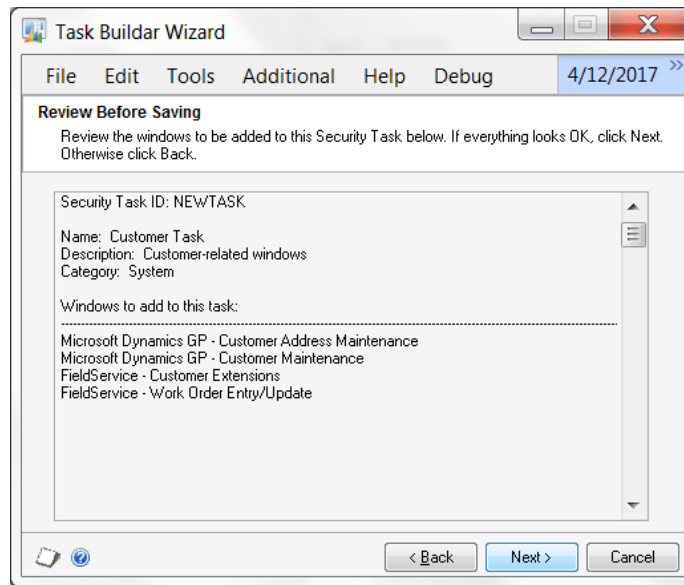 Task Buildar Wizard
File Edit Tools Additional Help Debug 4/12/2017 »
Review Before Saving
Review the windows to be added to this Security Task below. If everything looks OK, click Next.
Otherwise click Back.
Security Task ID: NEWTASK
Name: Customer Task
Description: Customer-related windows
Category: System
Windows to add to this task:
Microsoft Dynamics GP - Customer Address Maintenance
Microsoft Dynamics GP - Customer Maintenance
FieldService - Customer Extensions
FieldService - Work Order Entry/Update
< Back Next > Cancel